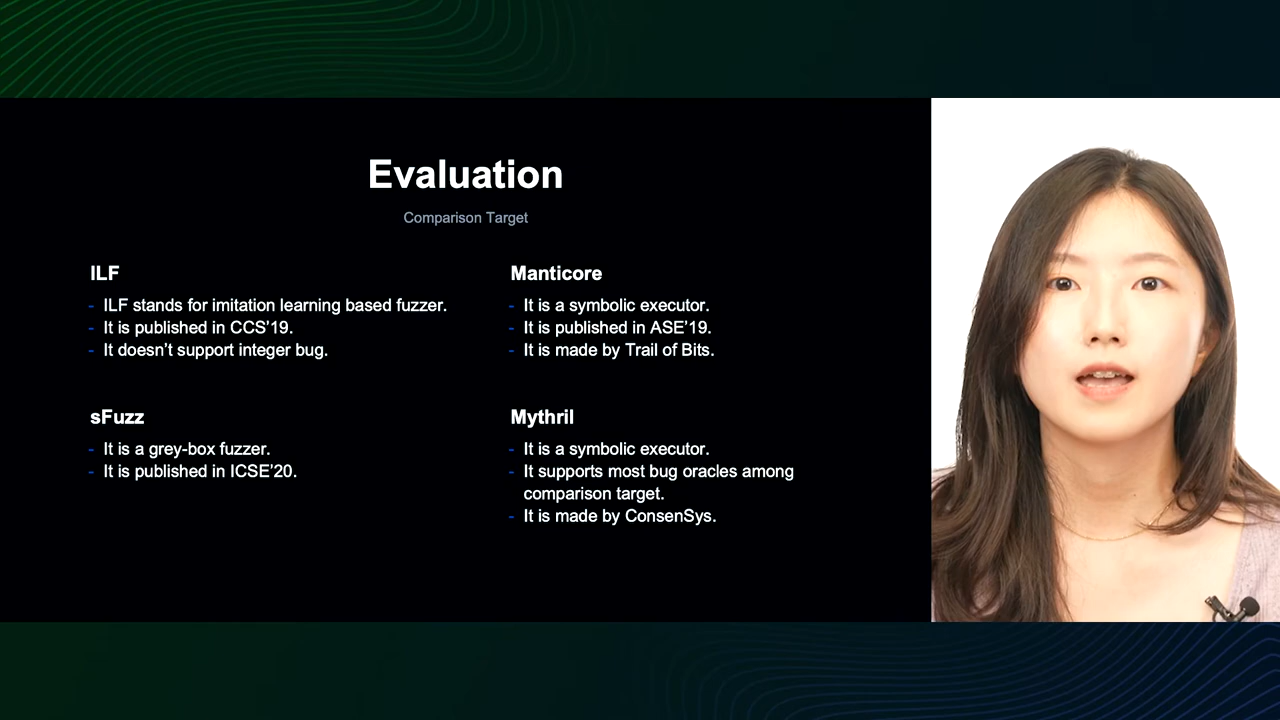 Evaluation
Comparison Target
ILF
- ILF stands for imitation learning based fuzzer.
- It is published in CCS'19.
- It doesn't support integer bug.
Manticore
- It is a symbolic executor.
- It is published in ASE'19.
- It is made by Trail of Bits.
sFuzz
- It is a grey-box fuzzer.
- It is published in ICSE'20.
Mythril
- It is a symbolic executor.
- It supports most bug oracles among
comparison target.
- It is made by ConsenSys.